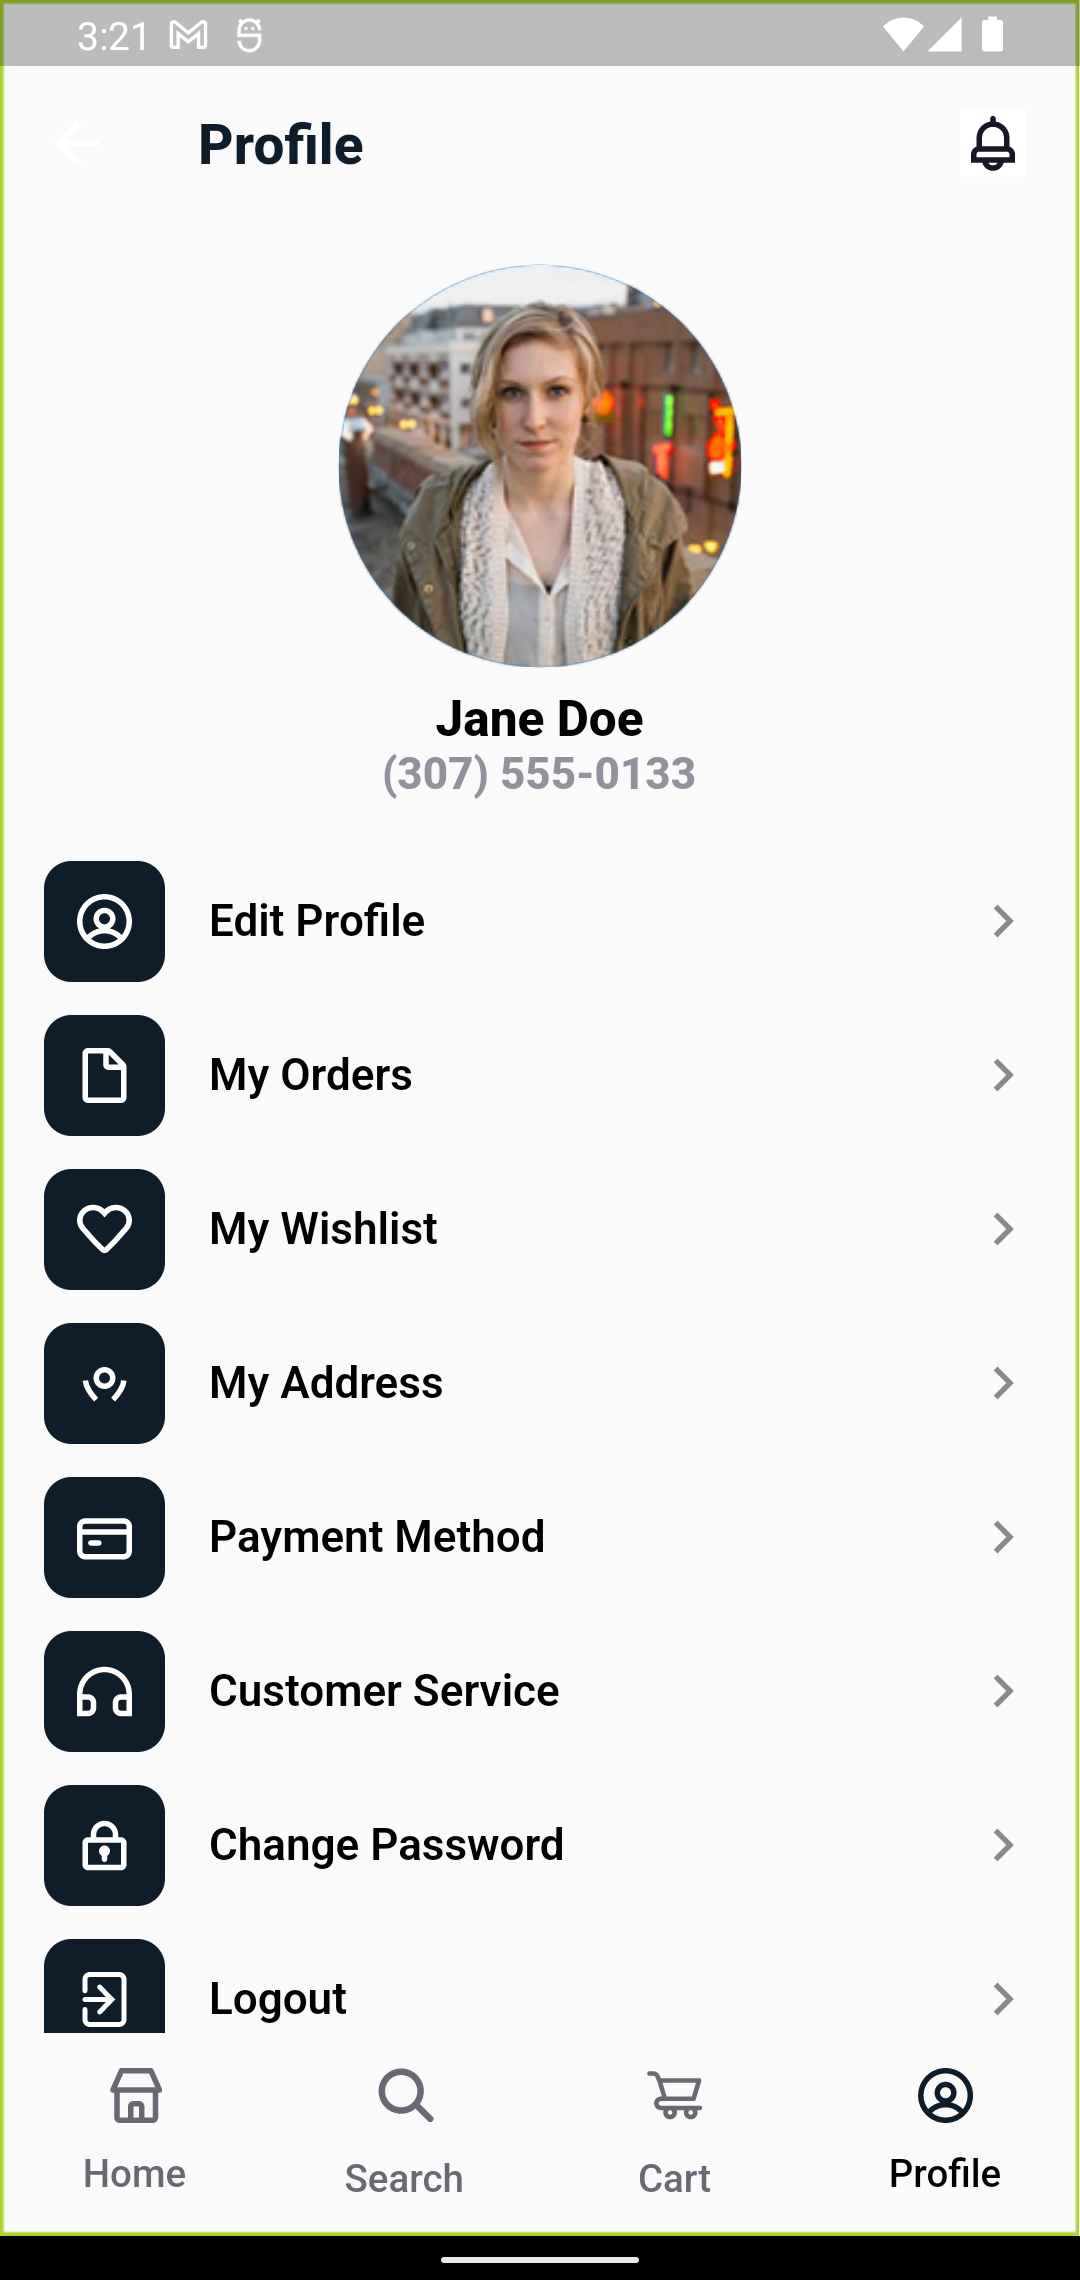 3:21
Profile
Jane Doe
(307) 555-0133
Edit Profile
My Orders
My Wishlist
My Address
Payment Method
Customer Service
Change Password
Logout
Home
Search
Cart
Profile